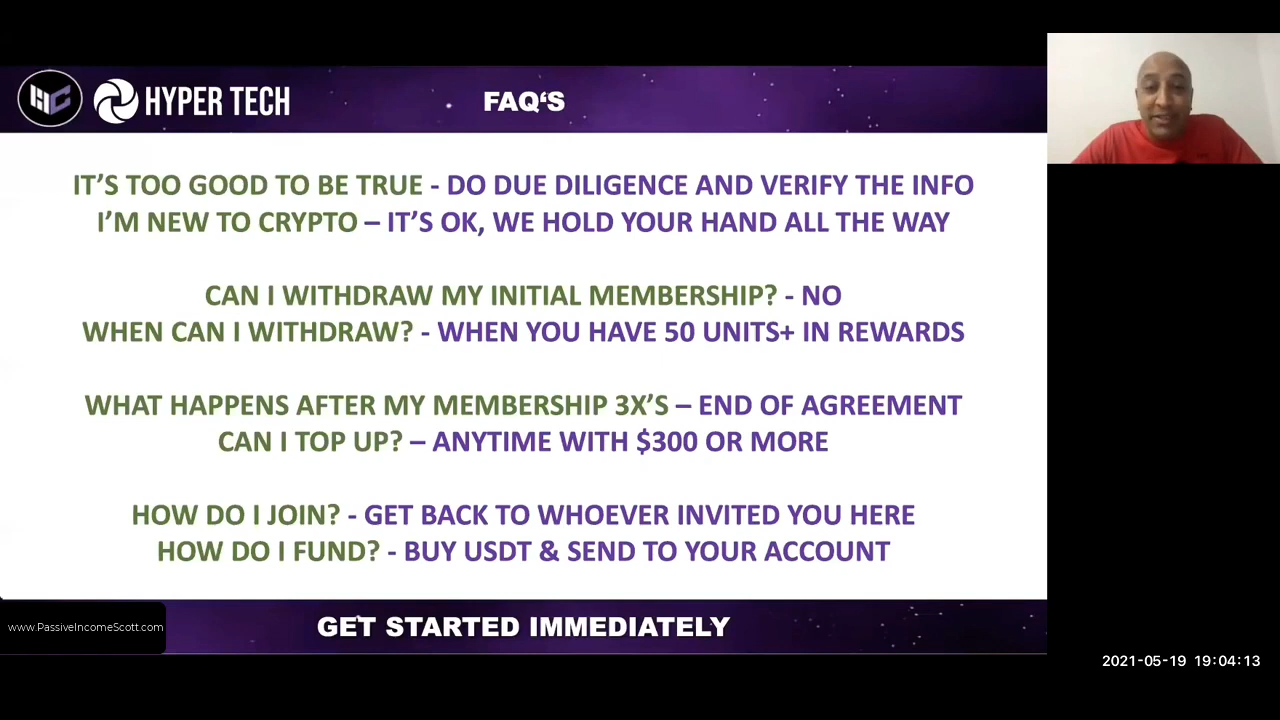 HYPER TECH
FAQ‘S
IT’S TOO GOOD TO BE TRUE - DO DUE DILIGENCE AND VERIFY THE INFO
I’M NEW TO CRYPTO – IT’S OK, WE HOLD YOUR HAND ALL THE WAY
CAN I WITHDRAW MY INITIAL MEMBERSHIP? - NO
WHEN CAN I WITHDRAW? - WHEN YOU HAVE 50 UNITS+ IN REWARDS
WHAT HAPPENS AFTER MY MEMBERSHIP 3X’S – END OF AGREEMENT
CAN I TOP UP? – ANYTIME WITH $300 OR MORE
HOW DO I JOIN? - GET BACK TO WHOEVER INVITED YOU HERE
HOW DO I FUND? - BUY USDT & SEND TO YOUR ACCOUNT
www.PassiveIncomeScott.com
GET STARTED IMMEDIATELY
2021-05-19 19:04:13